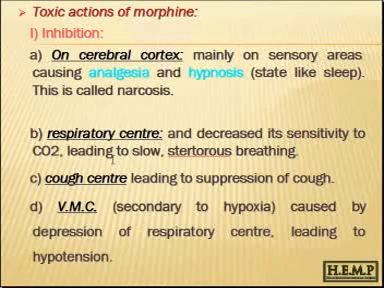 Toxic actions of morphine:
I) Inhibition:
a) On cerebral cortex: mainly on sensory areas
causing analgesia and hypnosis (state like sleep).
This is called narcosis.
b) respiratory centre: and decreased its sensitivity to
CO2, leading to slow, stertorous breathing.
c) cough centre leading to suppression of cough.
d) V.M.C. (secondary to hypoxia) caused by
depression of respiratory centre, leading to
hypotension.
H.E.M.P